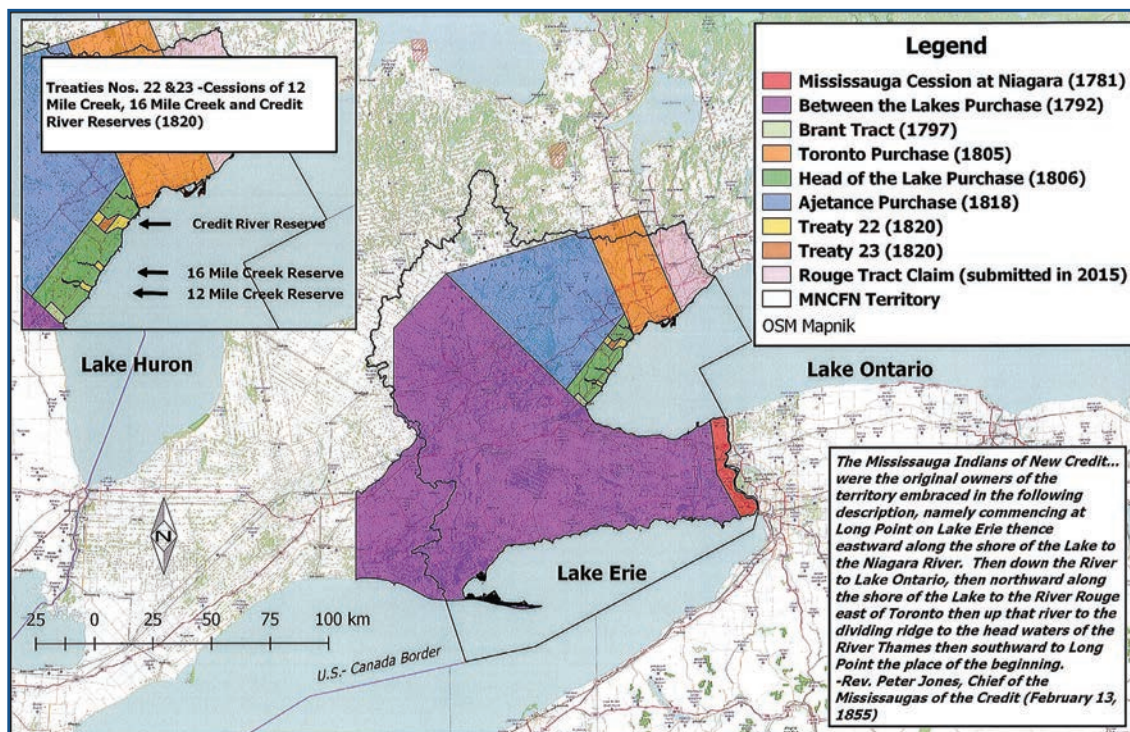 Treaties Nos. 22 &23 -Cessions of 12
Mile Creek, 16 Mile Creek and Credit
River Reserves (1820)
Credit River Reserve
16 Mile Creek Reserve
12 Mile Creek Reserve
Legend
Mississauga Cession at Niagara (1781)
Between the Lakes Purchase (1792)
Brant Tract (1797)
Toronto Purchase (1805)
Head of the Lake Purchase (1806)
Ajetance Purchase (1818)
Treaty 22 (1820)
Treaty 23 (1820)
Rouge Tract Claim (submitted in 2015)
MNCFN Territory
OSM Mapnik
Lake Huron
Lake Ontario
Lake Erie
N
25 0 25 50 75 100 km
U.S.- Canada Border
The Mississauga Indians of New Credit...
were the original owners of the
territory embraced in the following
description, namely commencing at
Long Point on Lake Erie thence
eastward along the shore of the Lake to
the Niagara River. Then down the River
to Lake Ontario, then northward along
the shore of the Lake to the River Rouge
east of Toronto then up that river to the
dividing ridge to the head waters of the
River Thames then southward to Long
Point the place of the beginning.
-Rev. Peter Jones, Chief of the
Mississaugas of the Credit (February 13,
1855)